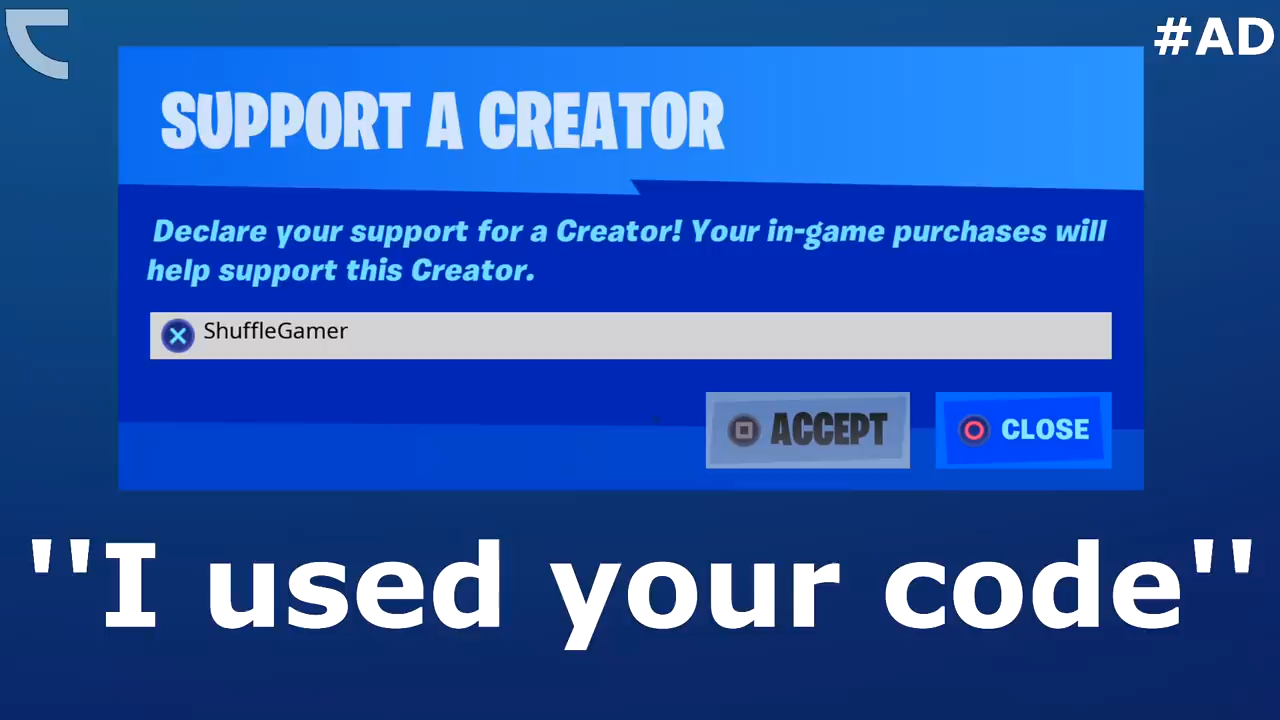 #AD
SUPPORT A CREATOR
Declare your support for a Creator! Your in-game purchases will
help support this Creator.
ShuffleGamer
ACCEPT
CLOSE
"I used your code"